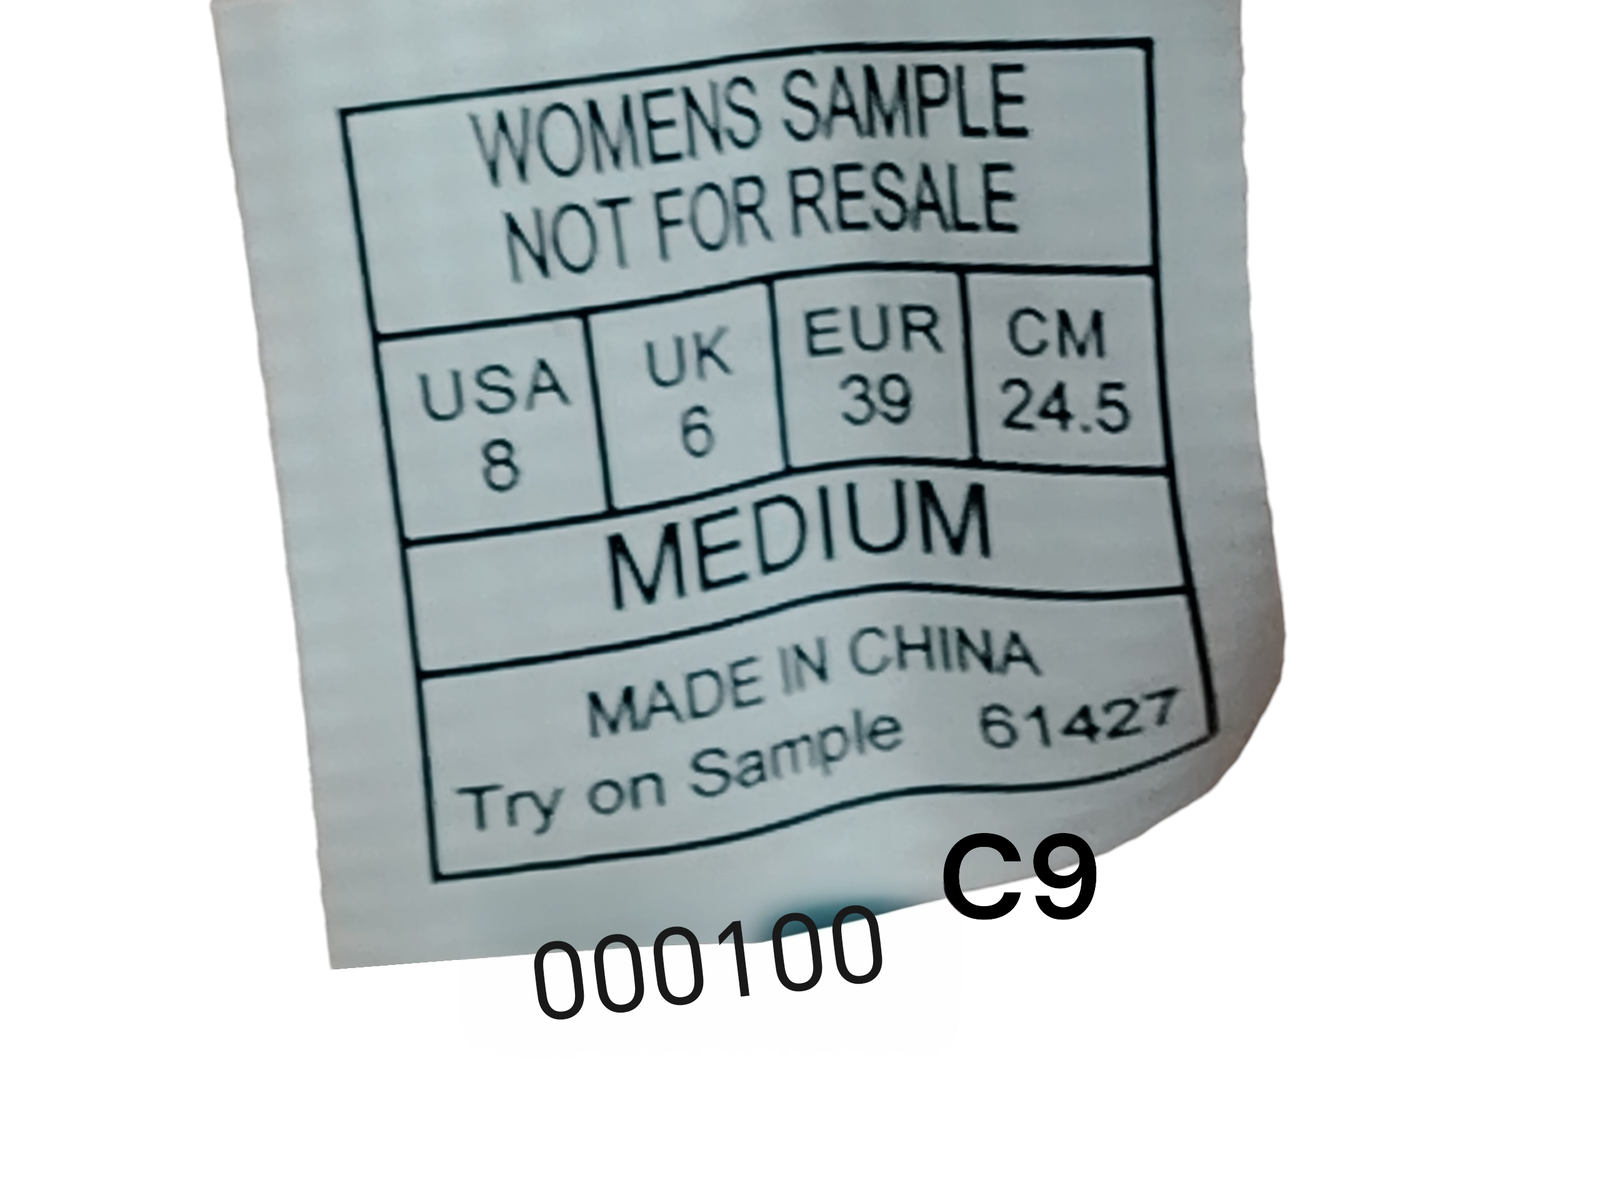 WOMENS SAMPLE
NOT FOR RESALE
USA UK EUR CM
8 6 39 24.5
MEDIUM
MADE IN CHINA
Try on Sample 61427
C9
000100